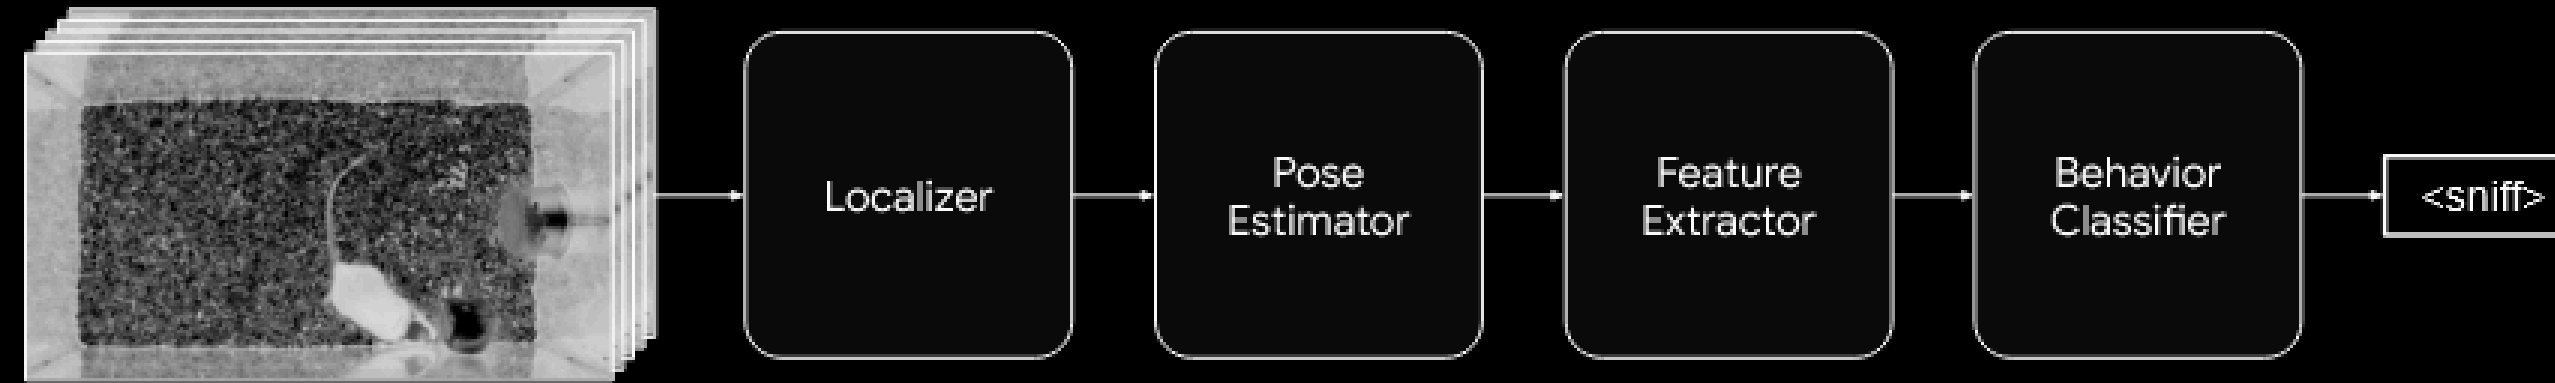 Localizer
Pose
Estimator
Feature
Extractor
Behavior
Classifier
<sniff>